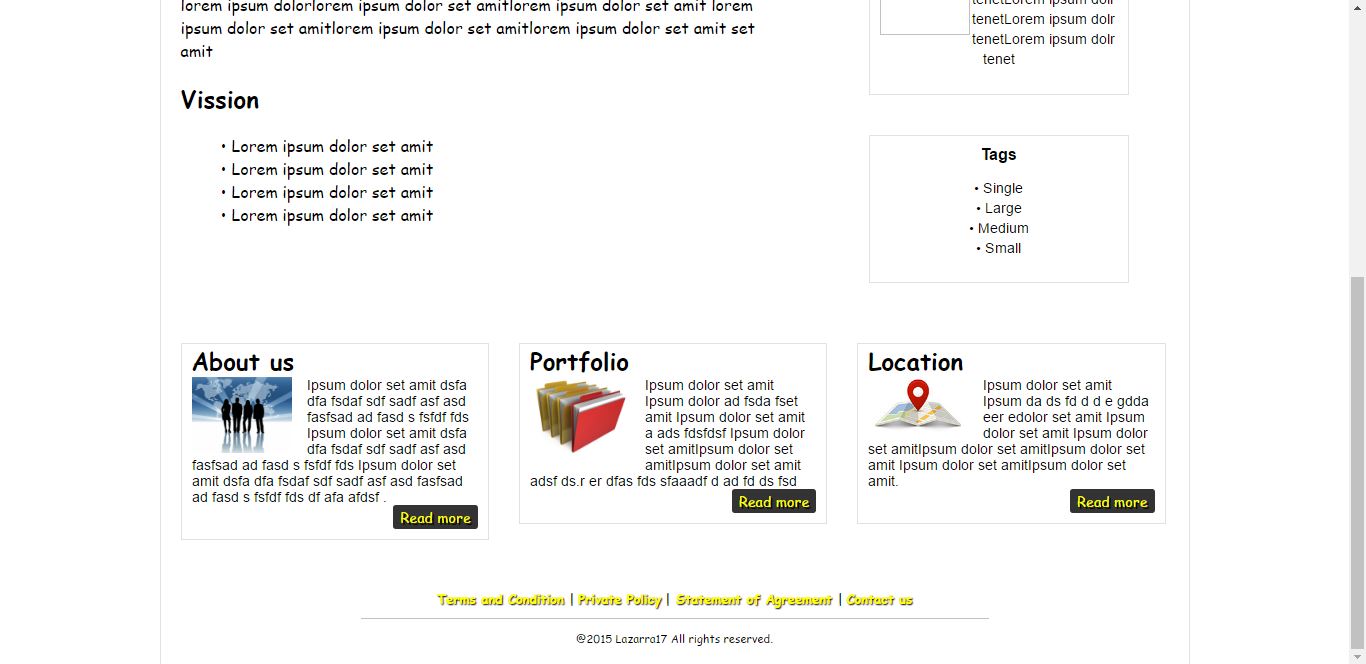 lorem ipsum dolorlorem ipsum dolor set amitlorem ipsum dolor set amit lorem
ipsum dolor set amitlorem ipsum dolor set amitlorem ipsum dolor set amit set
amit
Vission
• Lorem ipsum dolor set amit
• Lorem ipsum dolor set amit
• Lorem ipsum dolor set amit
• Lorem ipsum dolor set amit
tenetLorem ipsum dolr
tenetLorem ipsum dolr
tenetLorem ipsum dolr
tenet
Tags
• Single
• Large
• Medium
• Small
About us
Ipsum dolor set amit dsfa
dfa fsdaf sdf sadf asf asd
fasfsad ad fasd s fsfdf fds
Ipsum dolor set amit dsfa
dfa fsdaf sdf sadf asf asd
fasfsad ad fasd s fsfdf fds Ipsum dolor set
amit dsfa dfa fsdaf sdf sadf asf asd fasfsad
ad fasd s fsfdf fds df afa afdsf .
Read more
Portfolio
Ipsum dolor set amit
Ipsum dolor ad fsda fset
amit Ipsum dolor set amit
a ads fdsfdsf Ipsum dolor
set amitIpsum dolor set
amitIpsum dolor set amit
adsf ds.r er dfas fds sfaaadf d ad fd ds fsd
Read more
Location
Ipsum dolor set amit
Ipsum da ds fd d d e gdda
eer edolor set amit Ipsum
dolor set amit Ipsum dolor
set amitIpsum dolor set amitIpsum dolor set
amit Ipsum dolor set amitIpsum dolor set
amit.
Read more
Terms and Condition | Private Policy | Statement of Agreement | Contact us
@2015 Lazarra17 All rights reserved.